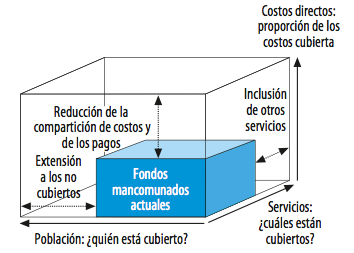 Costos directos:
proporción de los
costos cubierta
Reducción de la
compartición de costos y
de los pagos
Inclusión
de otros
servicios
Extensión
a los no
cubiertos
Fondos
mancomunados
actuales
Servicios:
¿cuáles están
cubiertos?
Población: ¿quién está cubierto?